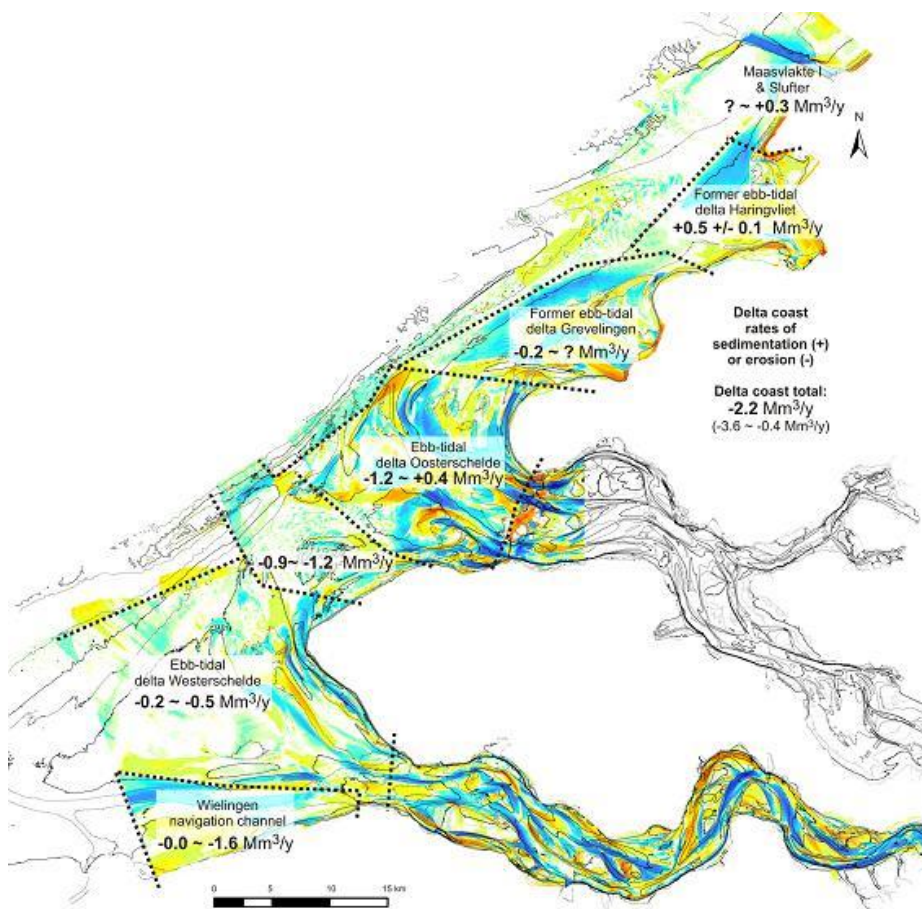 Maasvlakte I
& Slufter
? ~ +0.3 Mm³/y
N
Former ebb-tidal
delta Haringvliet
+0.5 +/- 0.1 Mm³/y
Former ebb-tidal
delta Grevelingen
-0.2 ~ ? Mm³/y
Delta coast
rates of
sedimentation (+)
or erosion (-)
Delta coast total:
-2.2 Mm³/y
(-3.6 ~ -0.4 Mm³/y)
Ebb-tidal
delta Oosterschelde
-1.2 ~ +0.4 Mm³/y
-0.9~ -1.2 Mm³/y
Ebb-tidal
delta Westerschelde
-0.2 ~ -0.5 Mm³/y
Wielingen
navigation channel
-0.0 ~ -1.6 Mm³/y
0 5 10 15 km